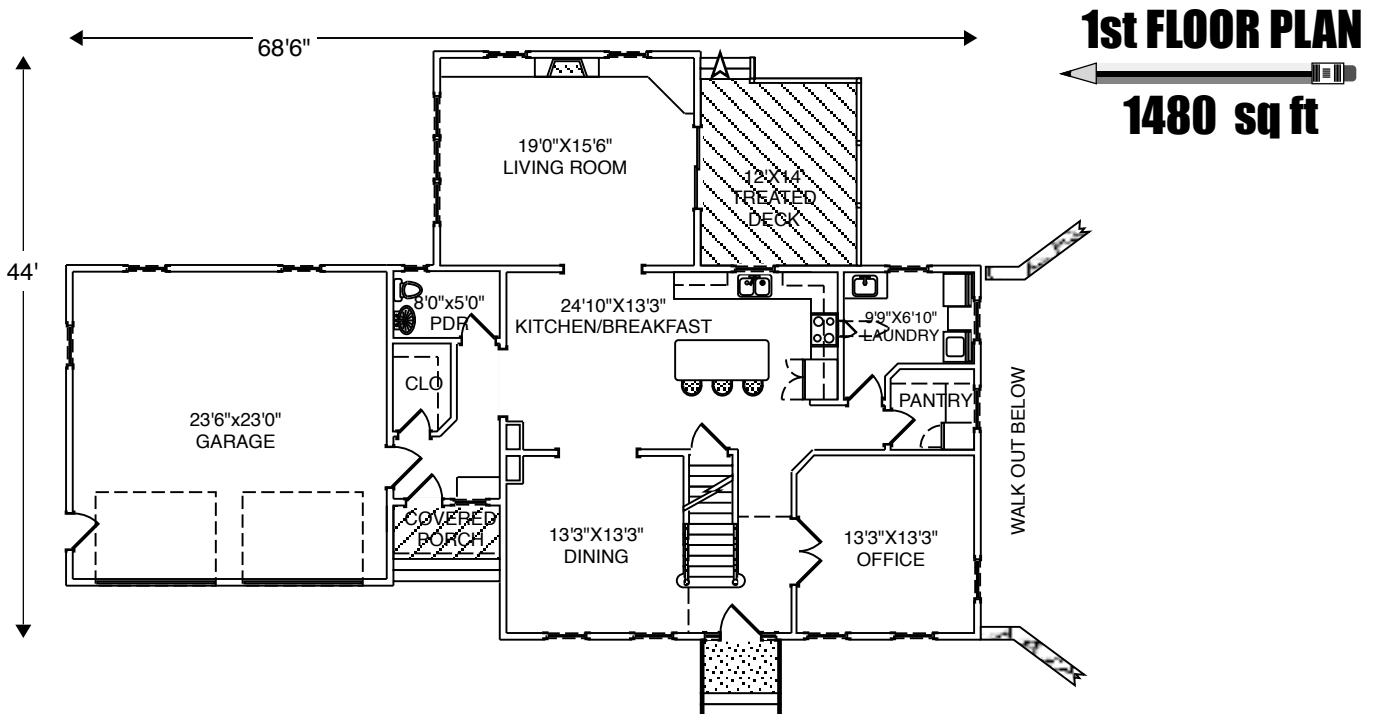 1st FLOOR PLAN
1480 sq ft
68'6"
44'
19'0"X15'6"
LIVING ROOM
12'X14'
TREATED
DECK
8'0"x5'0"
PDR
24'10"X13'3"
KITCHEN/BREAKFAST
9'9"X6'10"
LAUNDRY
CLO
PANTRY
23'6"x23'0"
GARAGE
COVERED
PORCH
13'3"X13'3"
DINING
13'3"X13'3"
OFFICE
WALK OUT BELOW